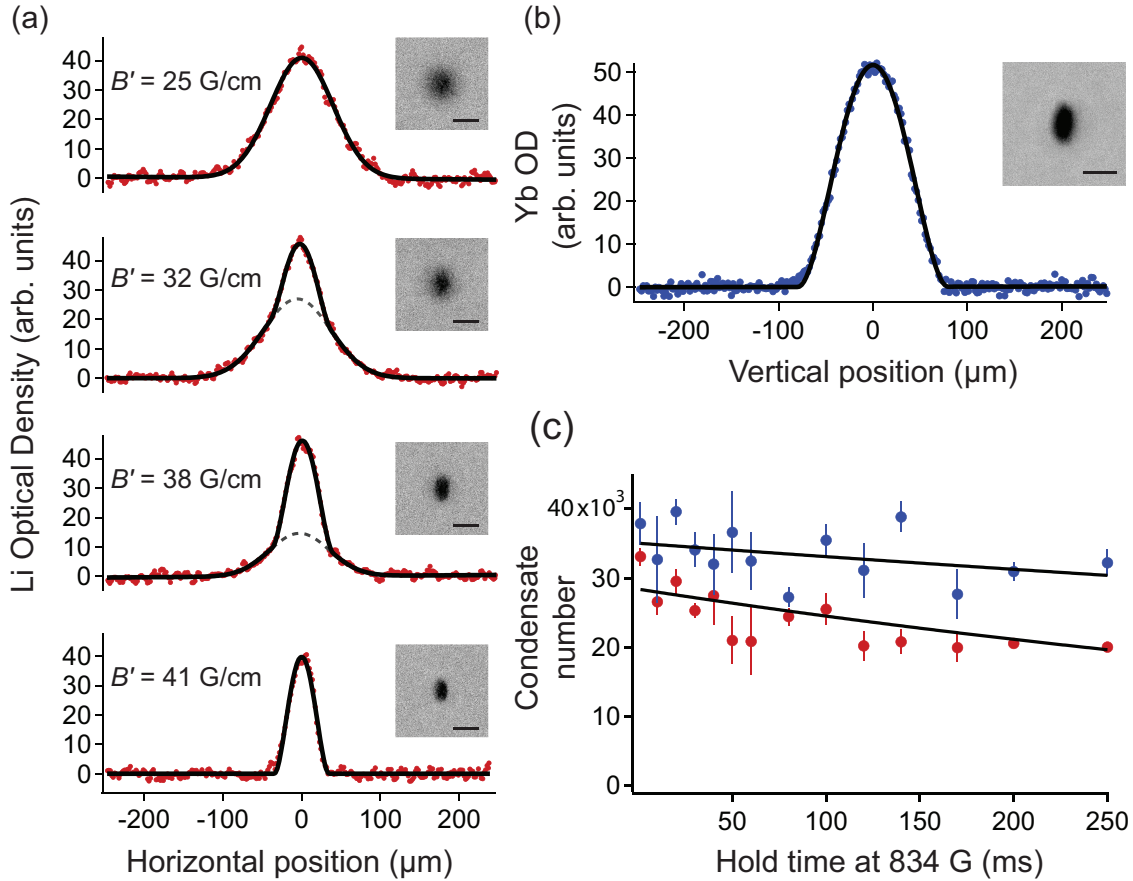 (a)
Li Optical Density (arb. units)
B′ = 25 G/cm
40
30
20
10
0
B′ = 32 G/cm
40
30
20
10
0
B′ = 38 G/cm
40
30
20
10
0
B′ = 41 G/cm
40
30
20
10
0
-200 -100 0 100 200
Horizontal position (µm)
(b)
Yb OD
(arb. units)
50
40
30
20
10
0
-200 -100 0 100 200
Vertical position (µm)
(c)
Condensate
number
40x10³
30
20
10
0
50 100 150 200 250
Hold time at 834 G (ms)